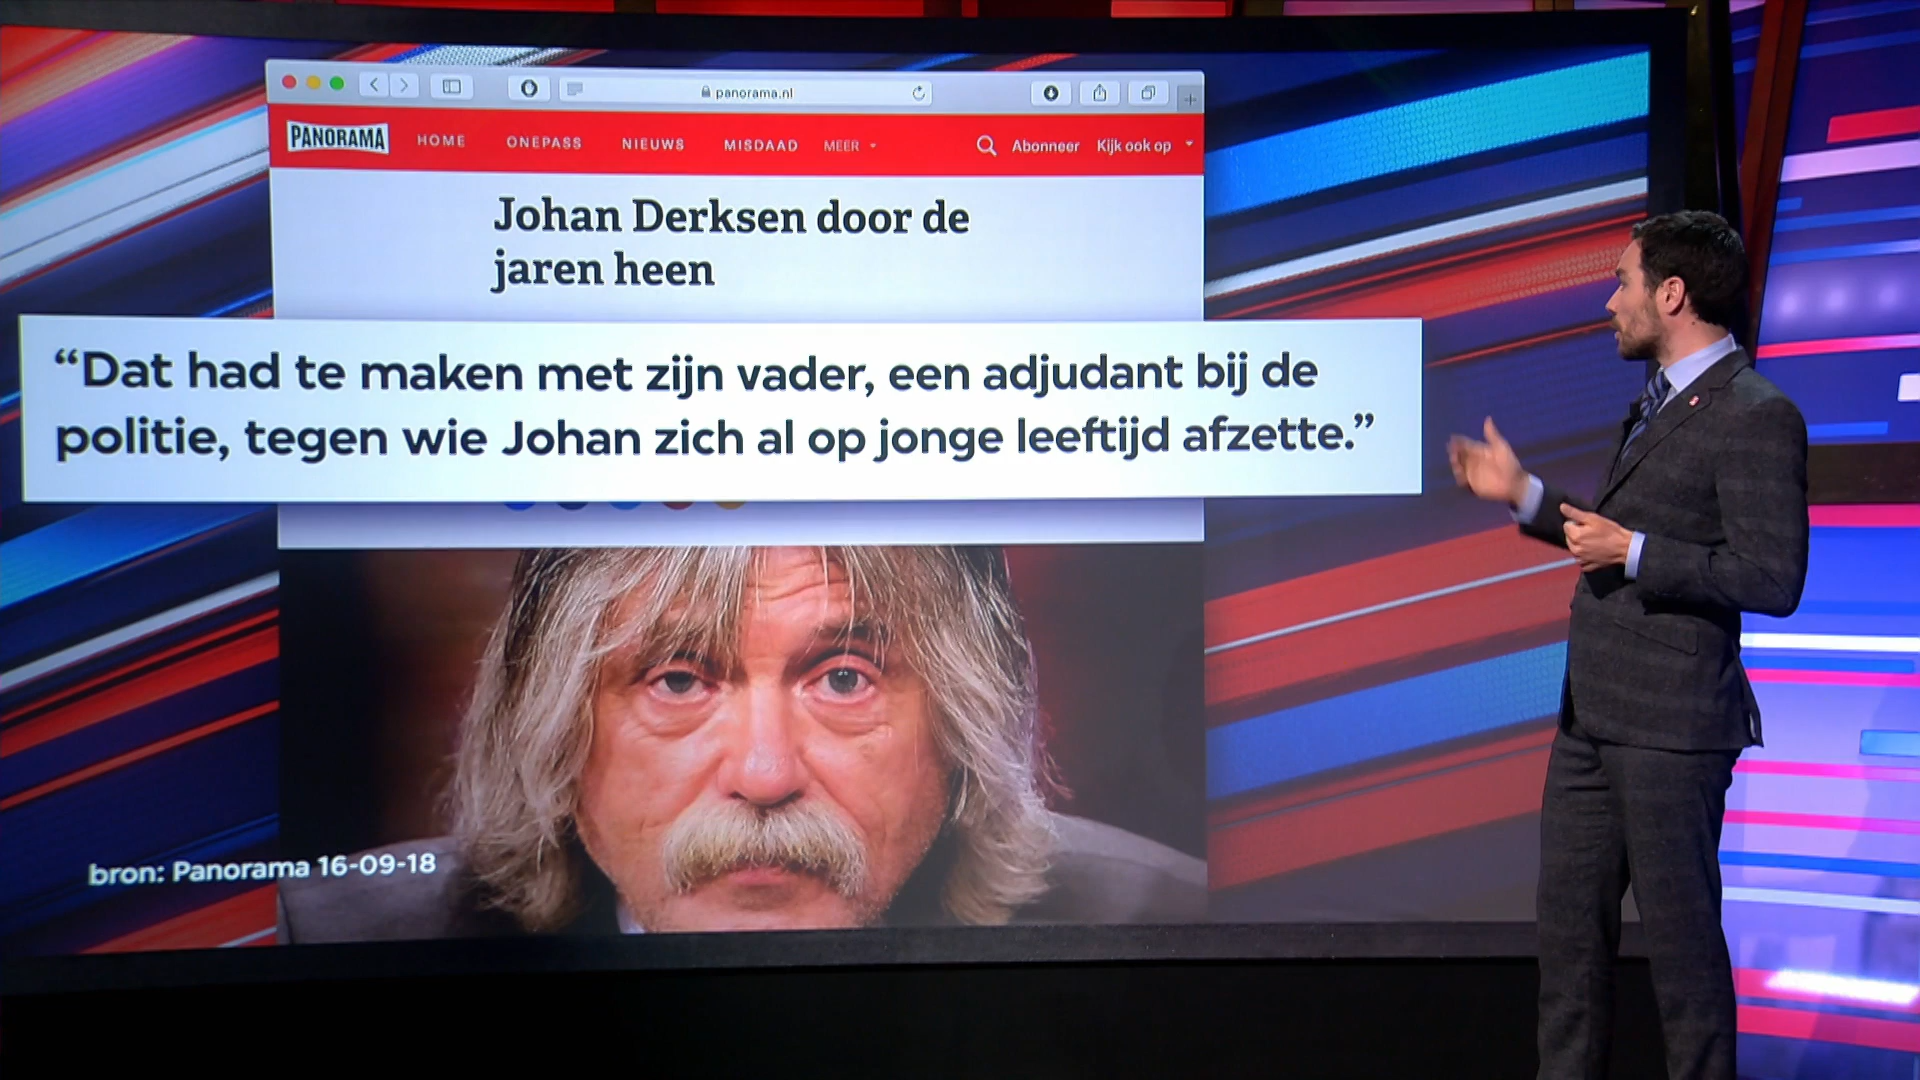 panorama.nl
PANORAMA HOME ONEPASS NIEUWS MISDAAD MEER Abonneer Kijk ook op
Johan Derksen door de
jaren heen
“Dat had te maken met zijn vader, een adjudant bij de
politie, tegen wie Johan zich al op jonge leeftijd afzette.”
bron: Panorama 16-09-18